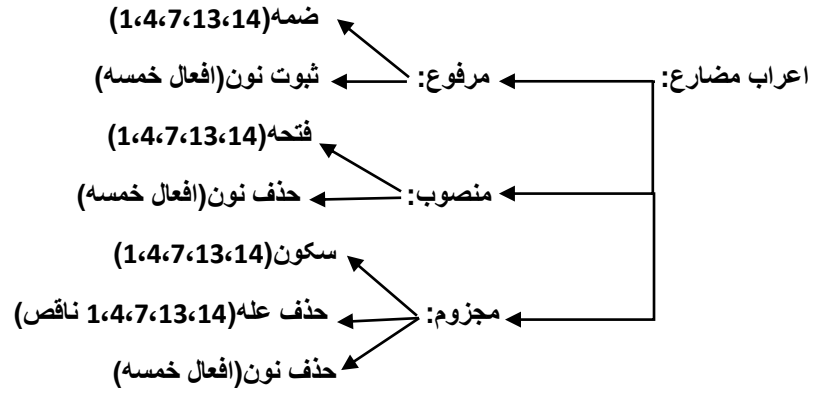 ضمه(1،4،7،13،14)
اعراب مضارع: مرفوع: ثبوت نون(افعال خمسه)
فتحه(1،4،7،13،14)
منصوب: حذف نون(افعال خمسه)
سکون(1،4،7،13،14)
مجزوم: حذف عله(1،4،7،13،14 ناقص)
حذف نون(افعال خمسه)